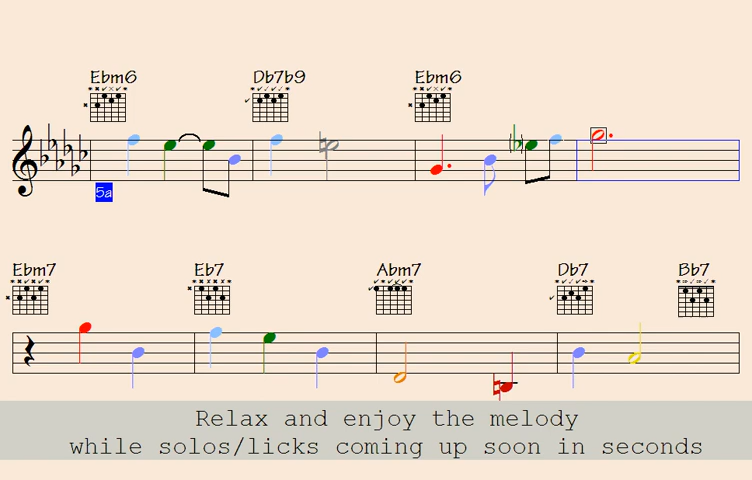 Ebm6 Db7b9 Ebm6
5a
Ebm7 Eb7 Abm7 Db7 Bb7
Relax and enjoy the melody
while solos/licks coming up soon in seconds